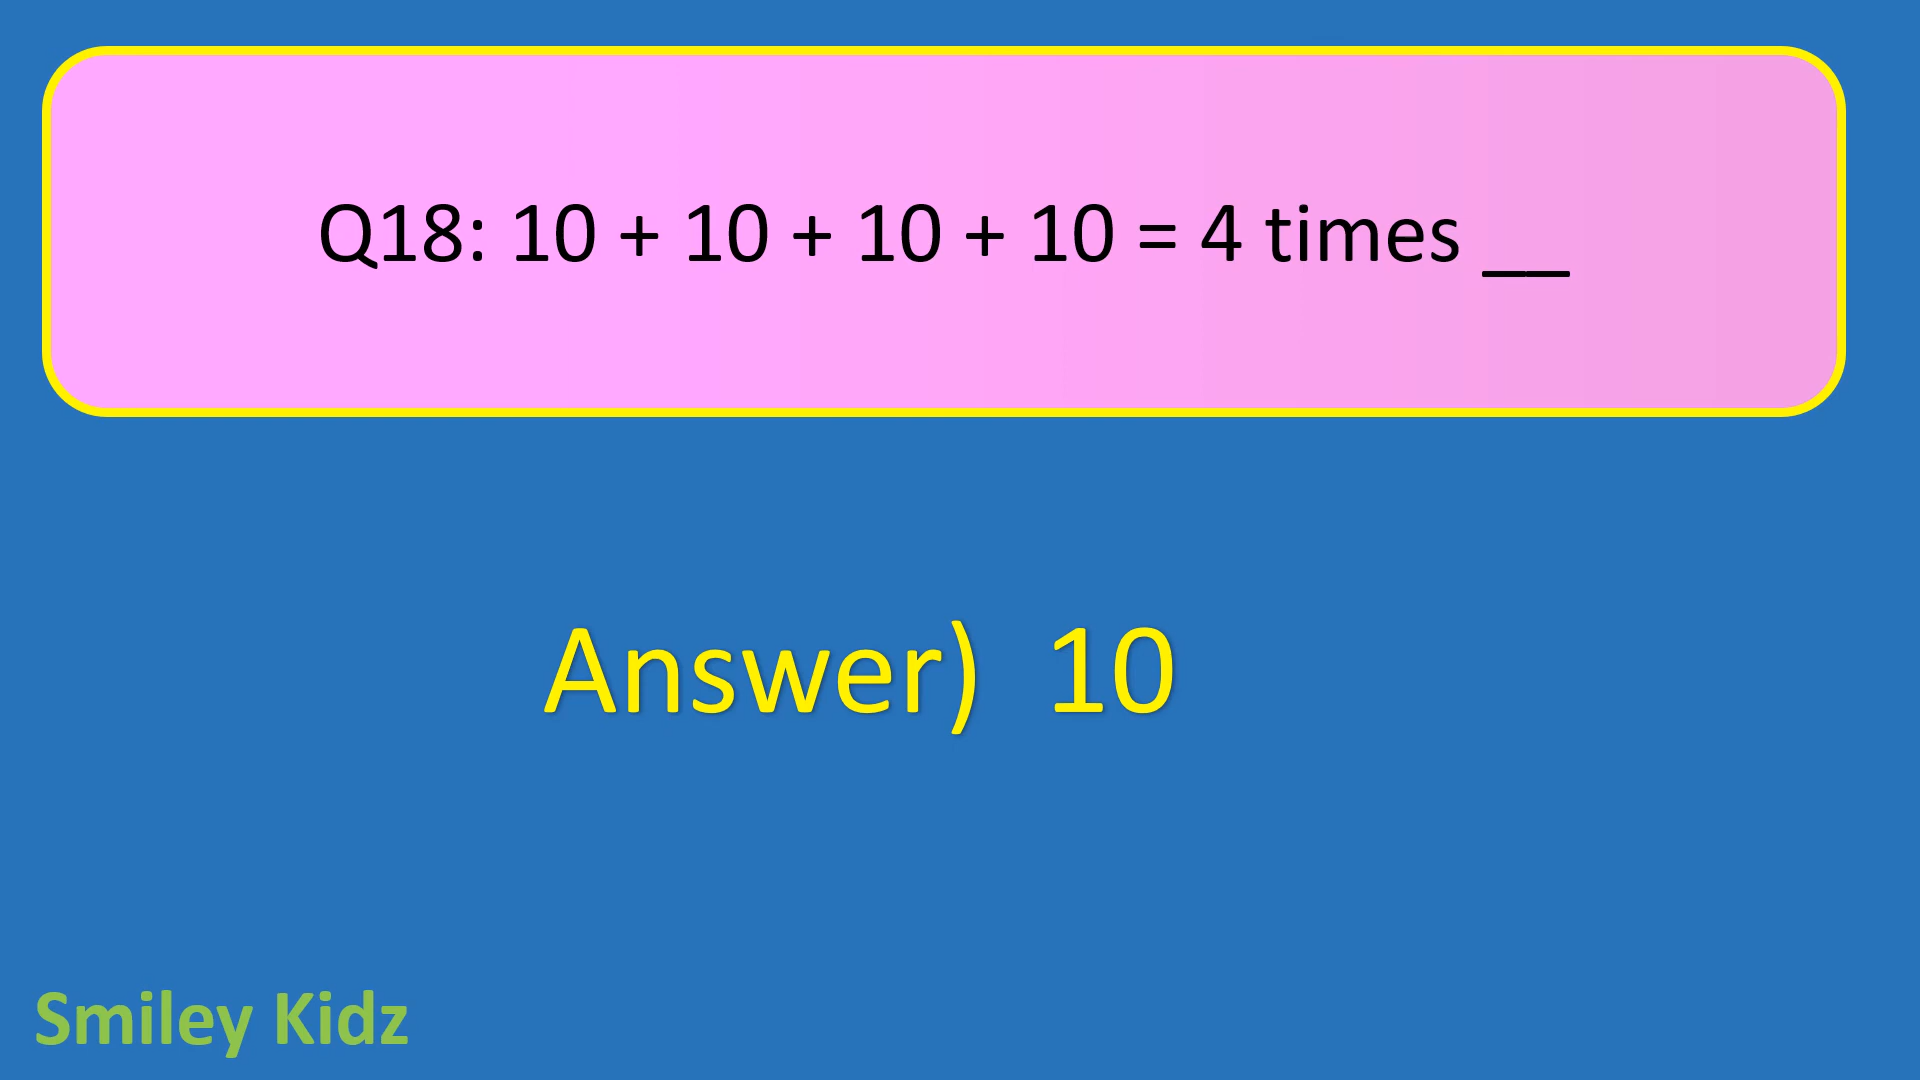 Q18: 10 + 10 + 10 + 10 = 4 times __
Answer)  10
Smiley Kidz